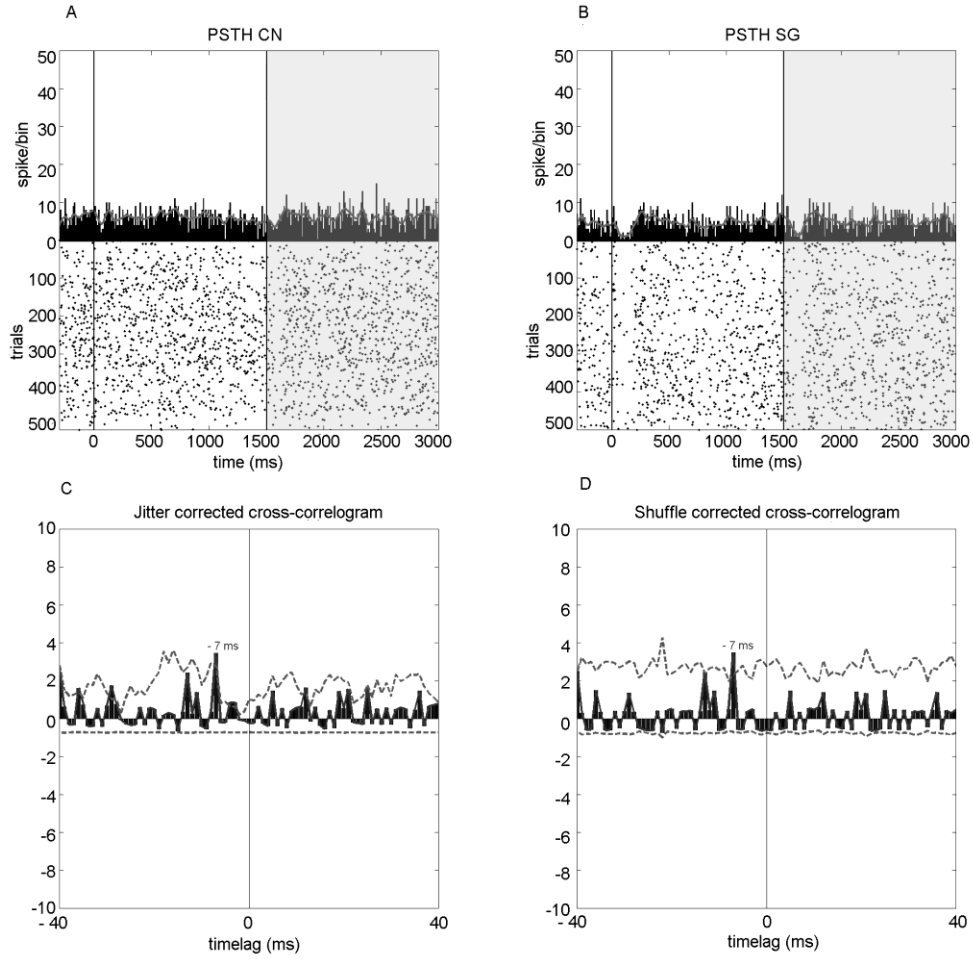 A
PSTH CN
50
40
30
20
10
0
100
200
300
400
500
spike/bin
trials
0 500 1000 1500 2000 2500 3000
time (ms)
B
PSTH SG
50
40
30
20
10
0
100
200
300
400
500
spike/bin
trials
0 500 1000 1500 2000 2500 3000
time (ms)
C
Jitter corrected cross-correlogram
10
8
6
4
2
0
-2
-4
-6
-8
-10
- 7 ms
- 40 0 40
timelag (ms)
D
Shuffle corrected cross-correlogram
10
8
6
4
2
0
-2
-4
-6
-8
-10
- 7 ms
- 40 0 40
timelag (ms)